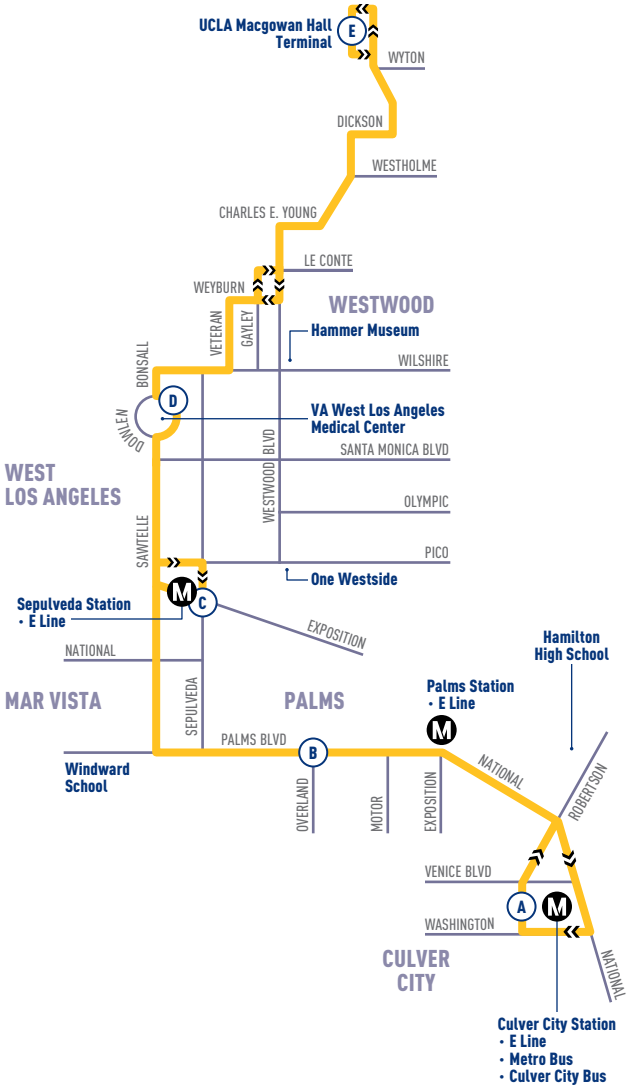 UCLA Macgowan Hall
Terminal
E
WYTON
DICKSON
WESTHOLME
CHARLES E. YOUNG
LE CONTE
WEYBURN
WESTWOOD
VETERAN
GAYLEY
Hammer Museum
BONSALL
WILSHIRE
D
DOWLEN
VA West Los Angeles
Medical Center
WESTWOOD BLVD
SANTA MONICA BLVD
WEST
LOS ANGELES
OLYMPIC
SAWTELLE
PICO
One Westside
M
C
Sepulveda Station
• E Line
EXPOSITION
Hamilton
High School
NATIONAL
SEPULVEDA
MAR VISTA
PALMS
Palms Station
• E Line
M
PALMS BLVD
B
NATIONAL
Windward
School
OVERLAND
MOTOR
EXPOSITION
ROBERTSON
VENICE BLVD
A
M
WASHINGTON
CULVER
CITY
NATIONAL
Culver City Station
• E Line
• Metro Bus
• Culver City Bus